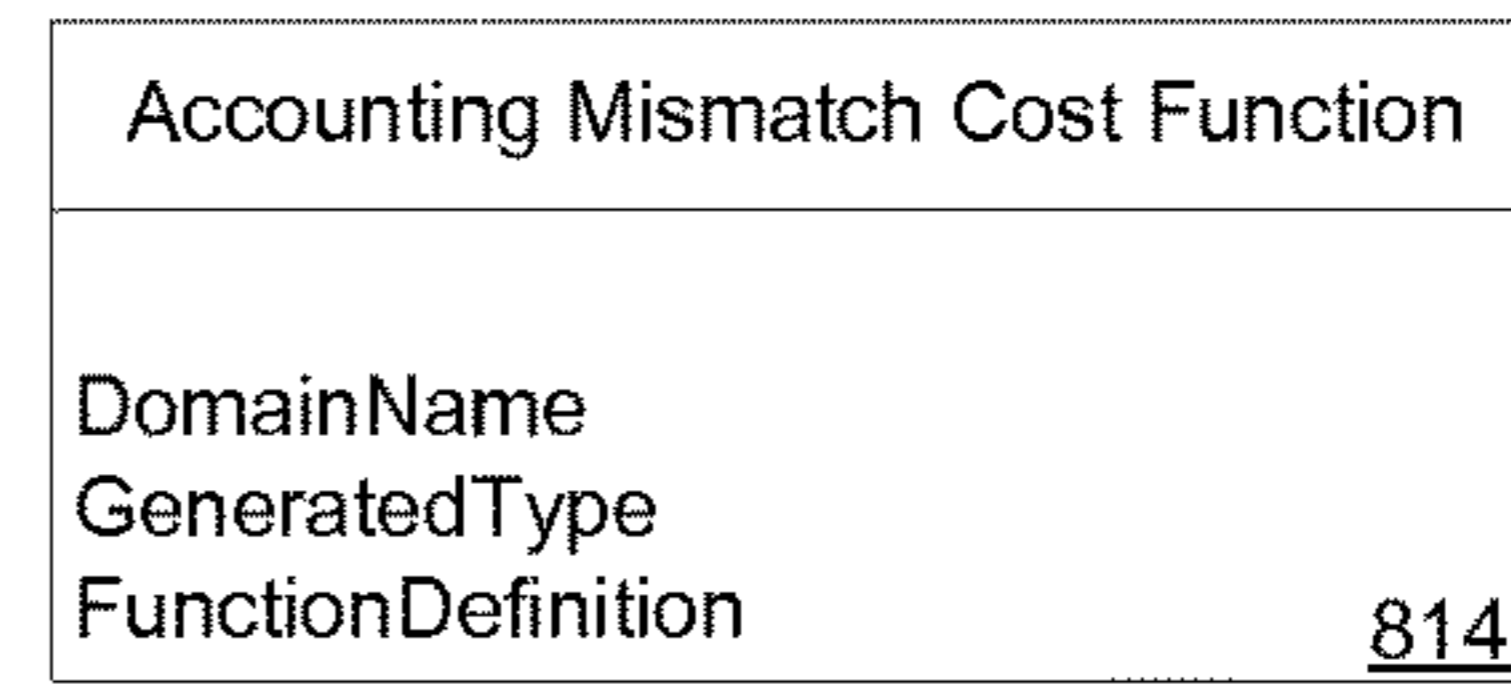 Accounting Mismatch Cost Function
DomainName
GeneratedType
FunctionDefinition
814